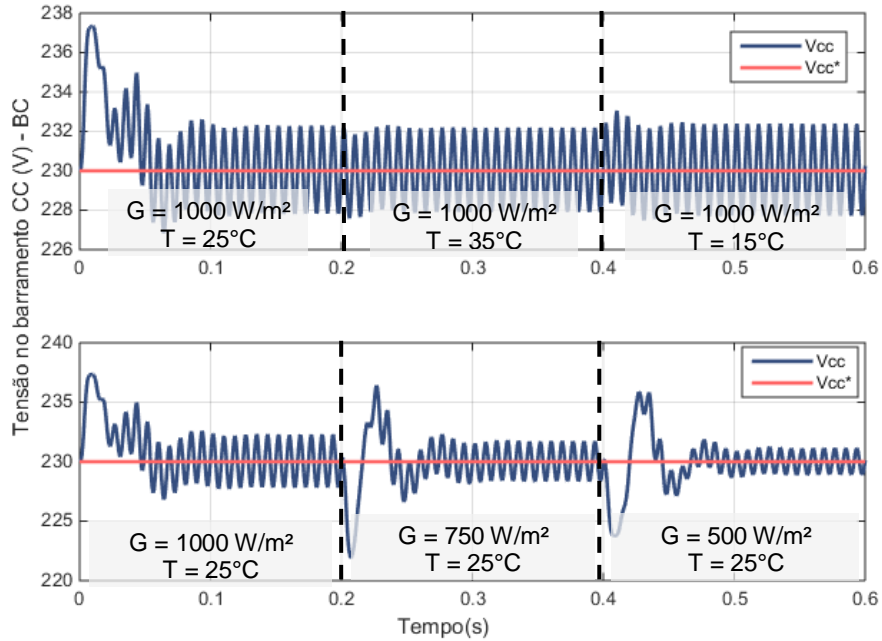 Tensão no barramento CC (V) - BC
238
236
234
232
230
228
226
Vcc
Vcc*
G = 1000 W/m²
T = 25°C
G = 1000 W/m²
T = 35°C
G = 1000 W/m²
T = 15°C
0 0.1 0.2 0.3 0.4 0.5 0.6
240
235
230
225
220
Vcc
Vcc*
G = 1000 W/m²
T = 25°C
G = 750 W/m²
T = 25°C
G = 500 W/m²
T = 25°C
0 0.1 0.2 0.3 0.4 0.5 0.6
Tempo(s)